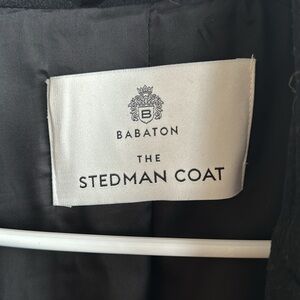 B
BABATON
THE
STEDMAN COAT